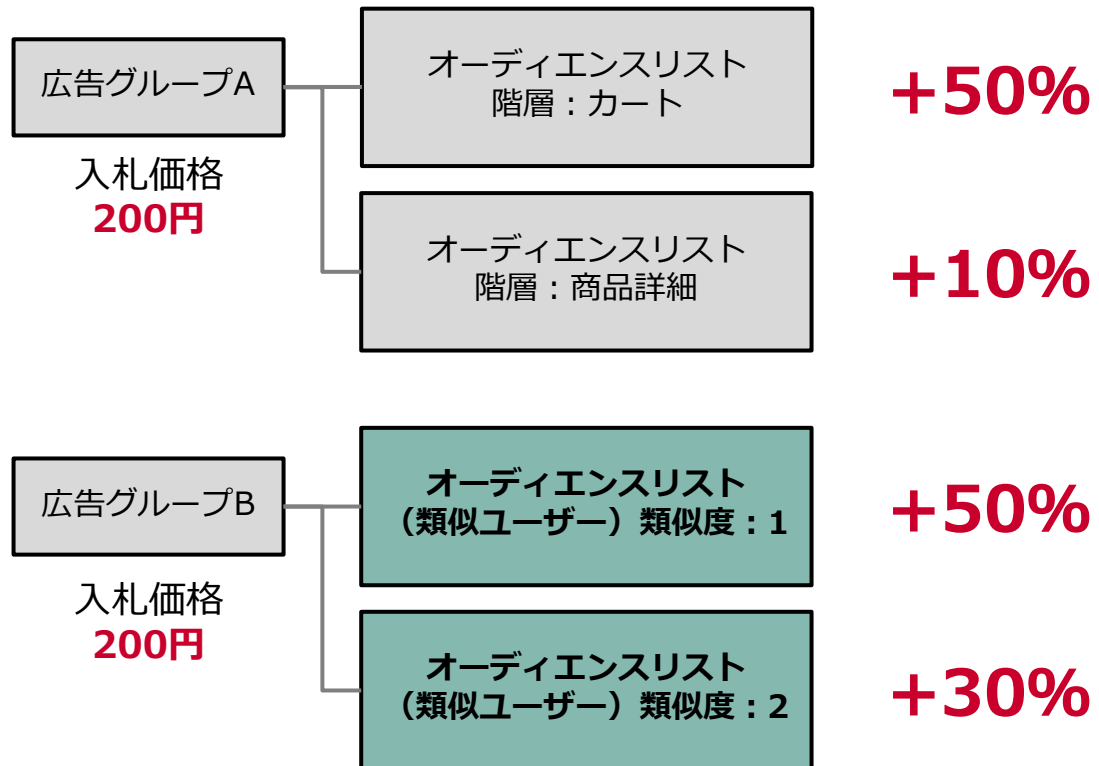 広告グループA
入札価格
200円
オーディエンスリスト
階層：カート
+50%
オーディエンスリスト
階層：商品詳細
+10%
広告グループB
入札価格
200円
オーディエンスリスト
（類似ユーザー）類似度：1
+50%
オーディエンスリスト
（類似ユーザー）類似度：2
+30%